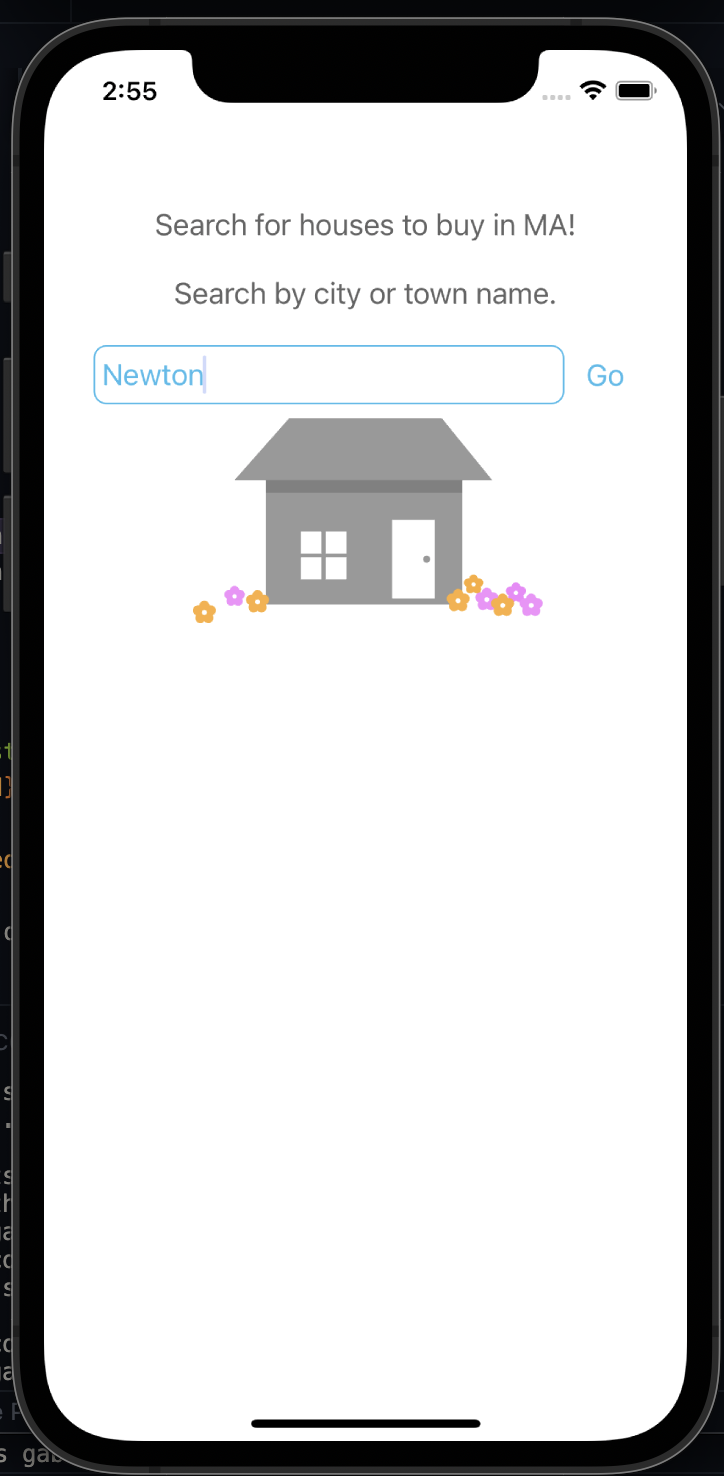 2:55
Search for houses to buy in MA!
Search by city or town name.
Newton
Go